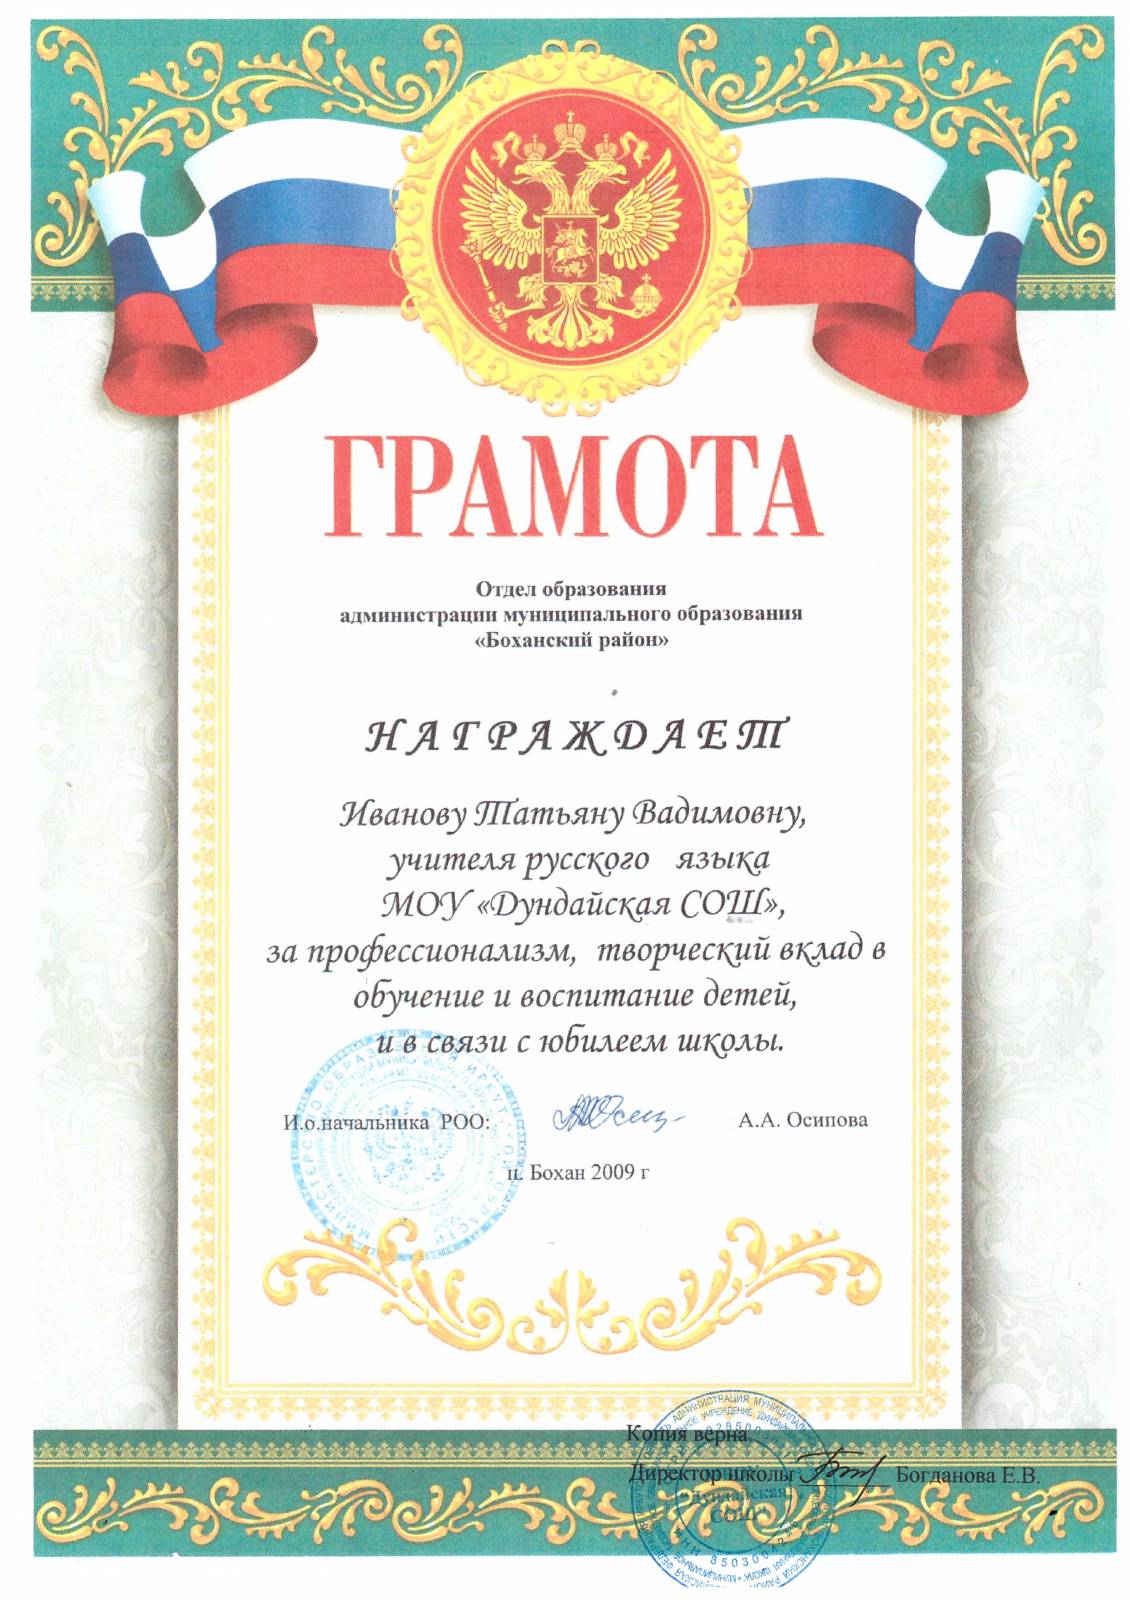 ГРАМОТА
Отдел образования
администрации муниципального образования
«Боханский район»
НАГРАЖДАЕТ
Иванову Татьяну Вадимовну,
учителя русского языка
МОУ «Дундайская СОШ»,
за профессионализм, творческий вклад в
обучение и воспитание детей,
и в связи с юбилеем школы.
И.о.начальника РОО: А.А. Осипова
п. Бохан 2009 г
Копия верна.
Директор школы Богданова Е.В.
"Дундайская
СОШ"